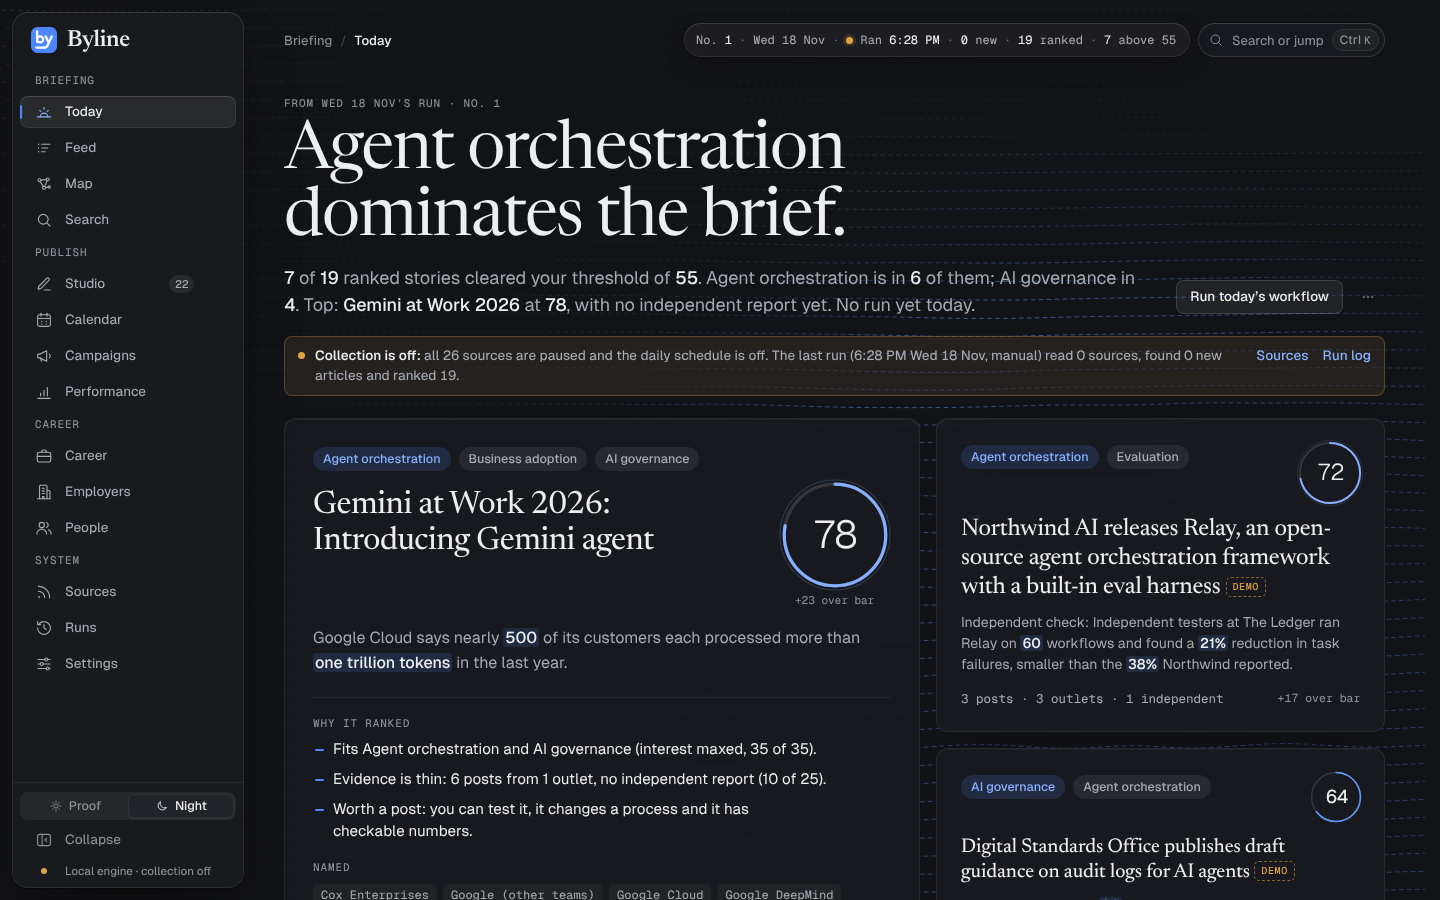 by Byline
BRIEFING
Today
Feed
Map
Search
PUBLISH
Studio 22
Calendar
Campaigns
Performance
CAREER
Career
Employers
People
SYSTEM
Sources
Runs
Settings
Proof Night
Collapse
Local engine · collection off
Briefing / Today
No. 1 · Wed 18 Nov · Ran 6:28 PM · 0 new · 19 ranked · 7 above 55
Search or jump Ctrl K
FROM WED 18 NOV'S RUN · NO. 1
Agent orchestration
dominates the brief.
7 of 19 ranked stories cleared your threshold of 55. Agent orchestration is in 6 of them; AI governance in
4. Top: Gemini at Work 2026 at 78, with no independent report yet. No run yet today.
Run today's workflow ...
Collection is off: all 26 sources are paused and the daily schedule is off. The last run (6:28 PM Wed 18 Nov, manual) read 0 sources, found 0 new
articles and ranked 19.
Sources Run log
Agent orchestration Business adoption AI governance
Gemini at Work 2026:
Introducing Gemini agent
78
+23 over bar
Google Cloud says nearly 500 of its customers each processed more than
one trillion tokens in the last year.
WHY IT RANKED
– Fits Agent orchestration and AI governance (interest maxed, 35 of 35).
– Evidence is thin: 6 posts from 1 outlet, no independent report (10 of 25).
– Worth a post: you can test it, it changes a process and it has
checkable numbers.
NAMED
Cox Enterprises Google (other teams) Google Cloud Google DeepMind
Agent orchestration Evaluation
72
Northwind AI releases Relay, an open-
source agent orchestration framework
with a built-in eval harness DEMO
Independent check: Independent testers at The Ledger ran
Relay on 60 workflows and found a 21% reduction in task
failures, smaller than the 38% Northwind reported.
3 posts · 3 outlets · 1 independent +17 over bar
AI governance Agent orchestration
64
Digital Standards Office publishes draft
guidance on audit logs for AI agents DEMO